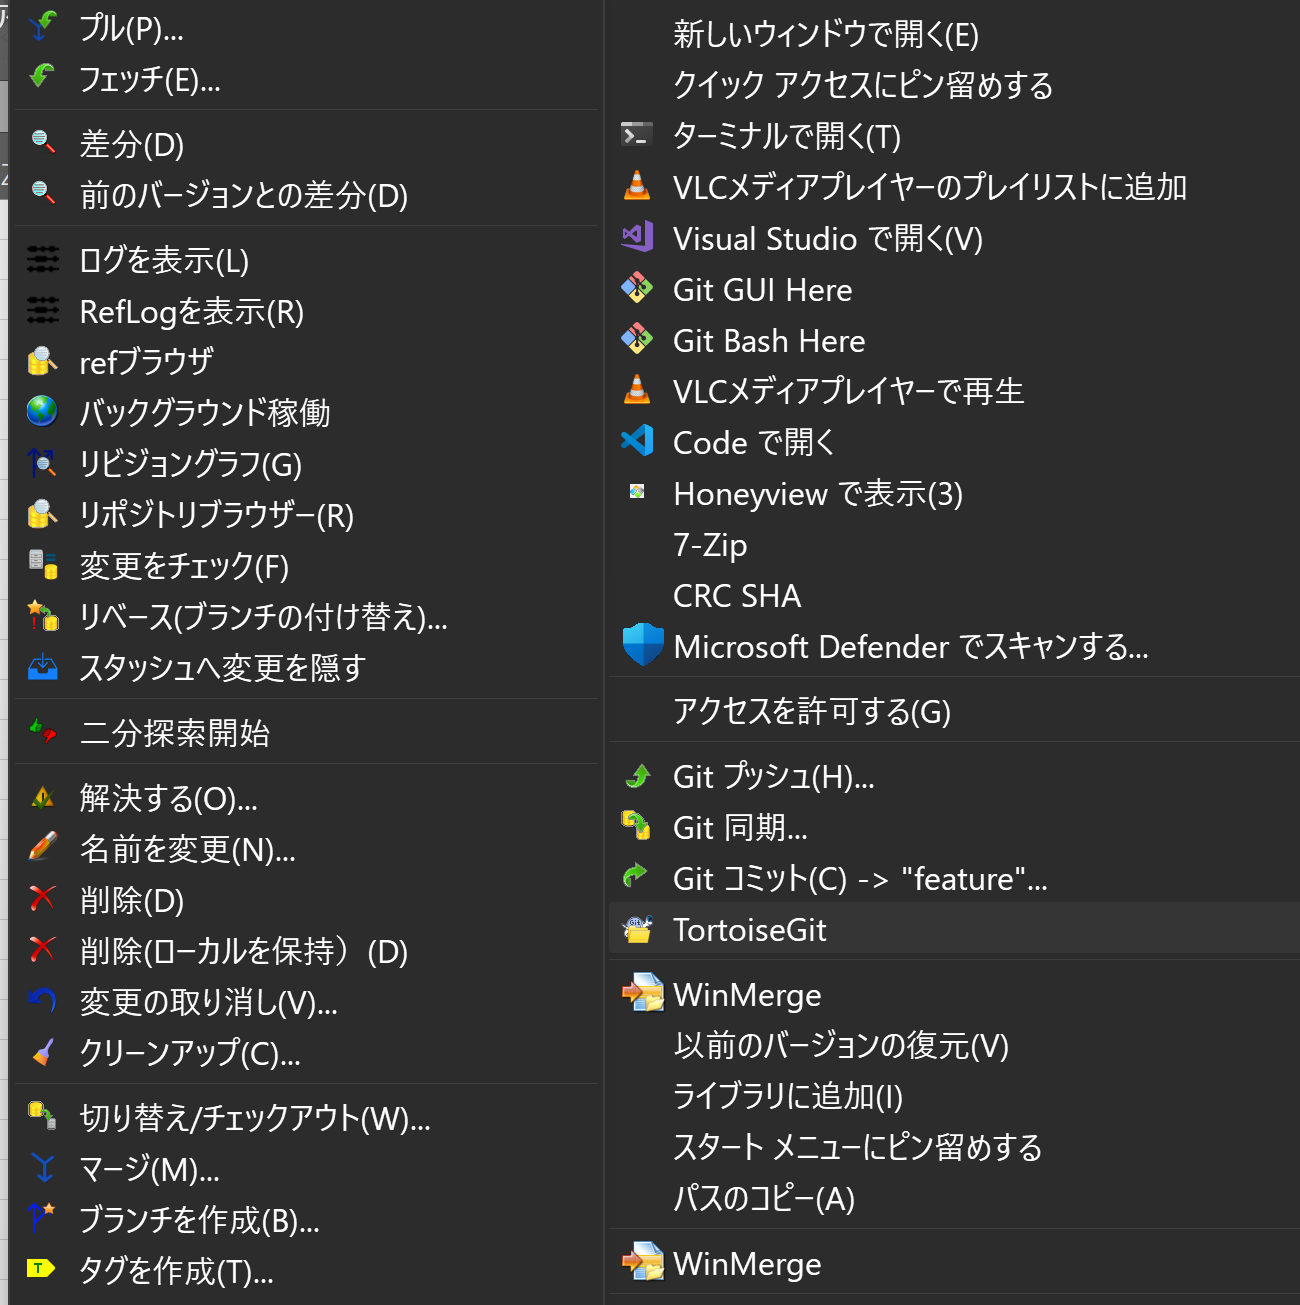 プル(P)...
フェッチ(E)...
差分(D)
前のバージョンとの差分(D)
ログを表示(L)
RefLogを表示(R)
refブラウザ
バックグラウンド稼働
リビジョングラフ(G)
リポジトリブラウザー(R)
変更をチェック(F)
リベース(ブランチの付け替え)...
スタッシュへ変更を隠す
二分探索開始
解決する(O)...
名前を変更(N)...
削除(D)
削除(ローカルを保持）(D)
変更の取り消し(V)...
クリーンアップ(C)...
切り替え/チェックアウト(W)...
マージ(M)...
ブランチを作成(B)...
タグを作成(T)...
新しいウィンドウで開く(E)
クイック アクセスにピン留めする
ターミナルで開く(T)
VLCメディアプレイヤーのプレイリストに追加
Visual Studio で開く(V)
Git GUI Here
Git Bash Here
VLCメディアプレイヤーで再生
Code で開く
Honeyview で表示(3)
7-Zip
CRC SHA
Microsoft Defender でスキャンする...
アクセスを許可する(G)
Git プッシュ(H)...
Git 同期...
Git コミット(C) -> "feature"...
TortoiseGit
WinMerge
以前のバージョンの復元(V)
ライブラリに追加(I)
スタート メニューにピン留めする
パスのコピー(A)
WinMerge